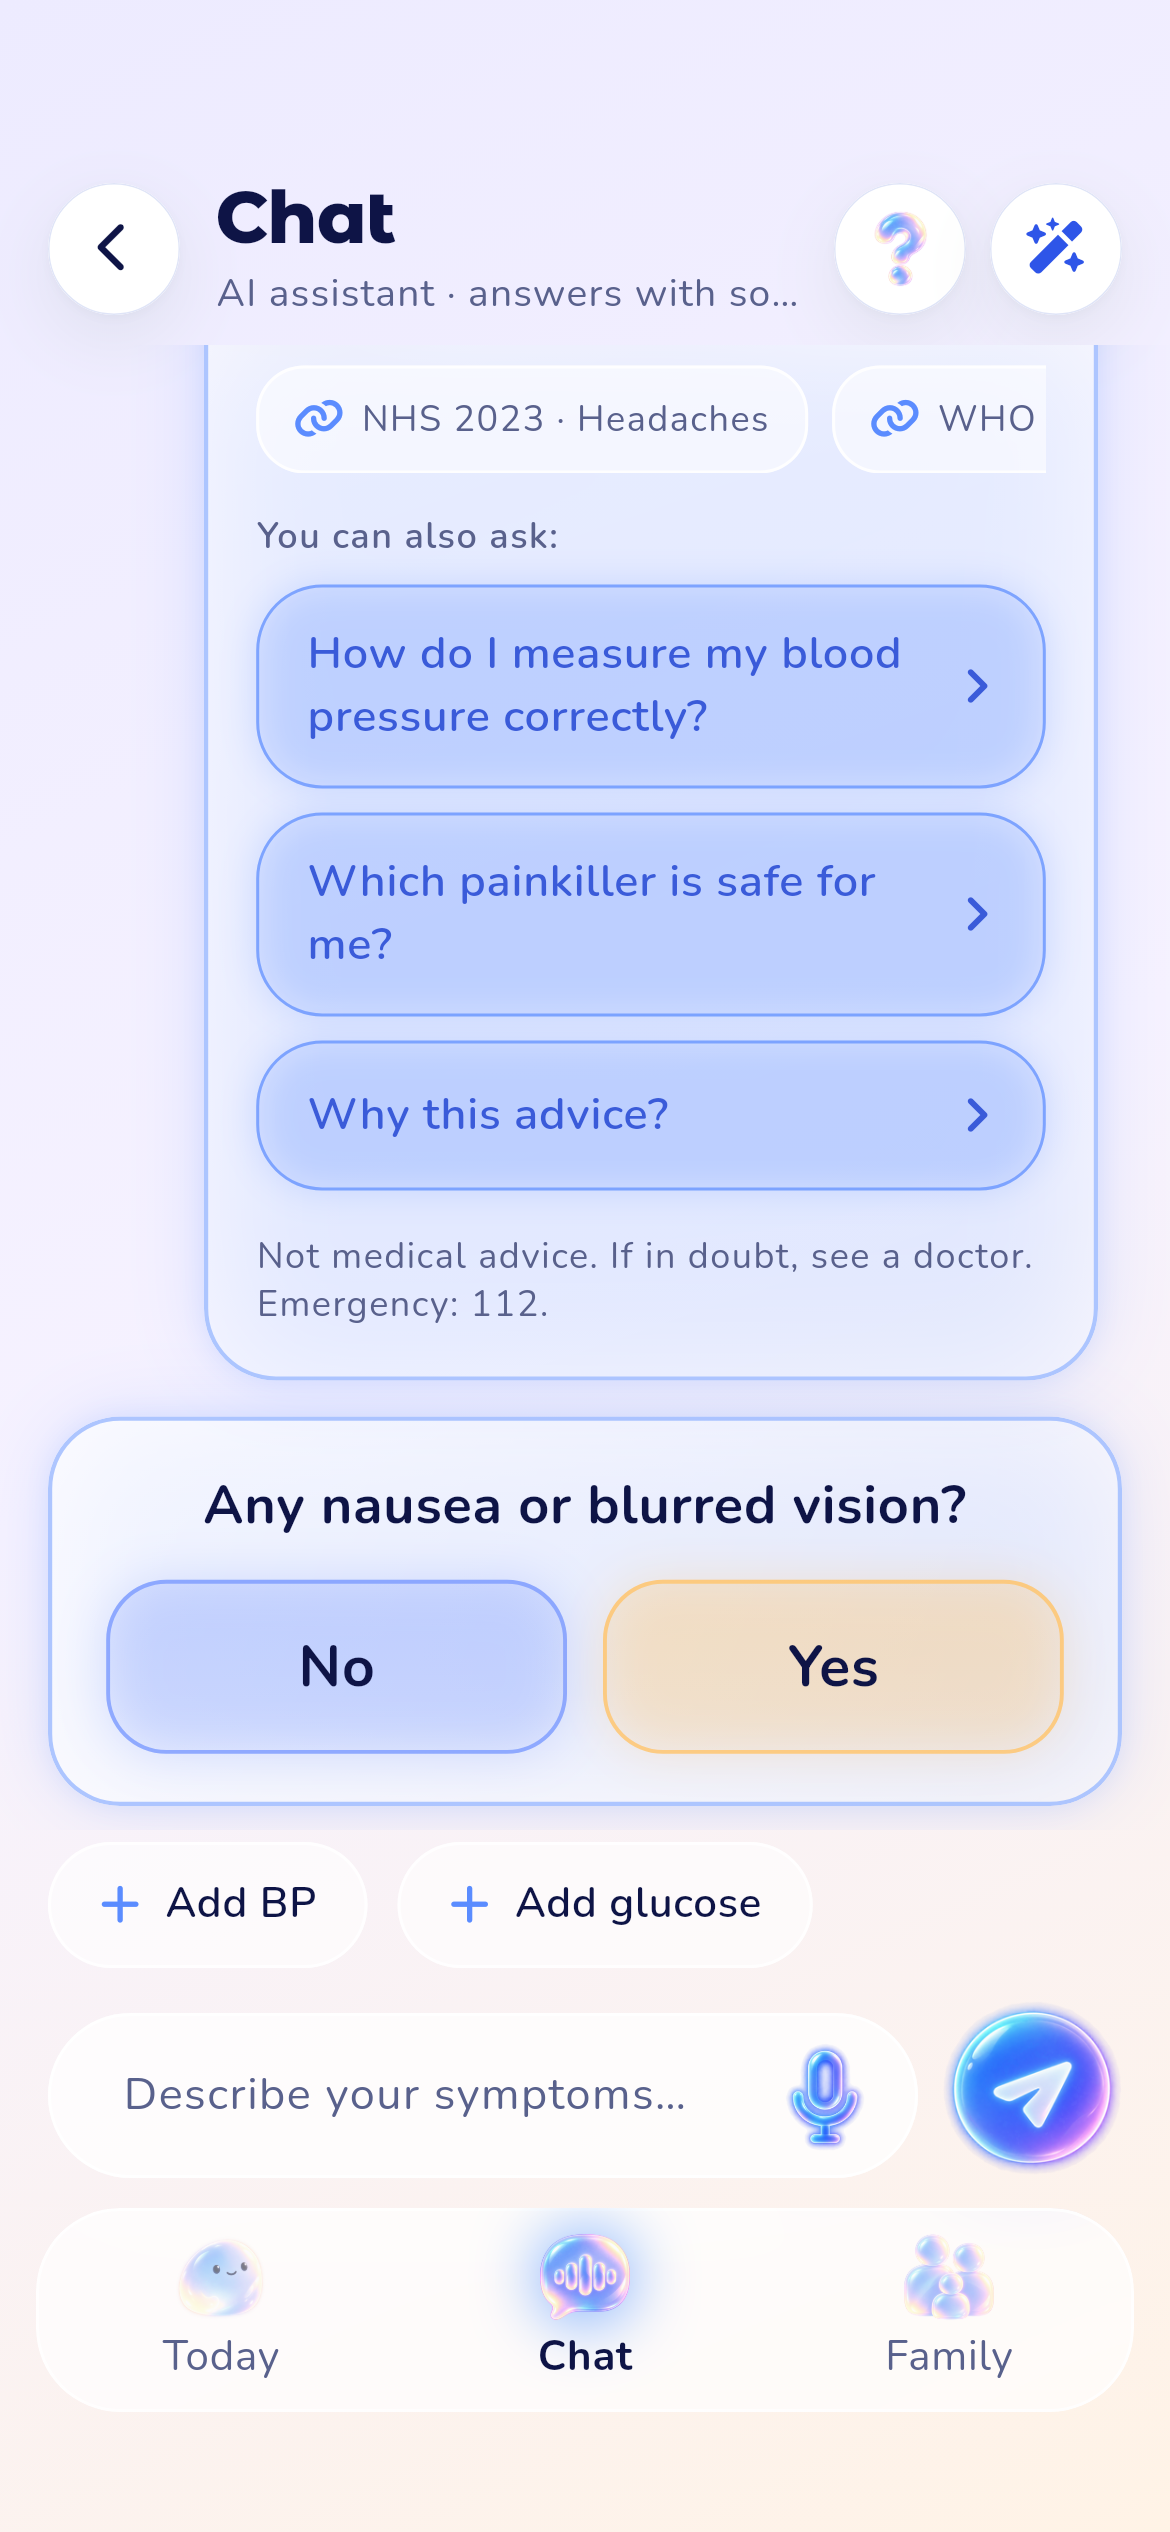 Chat
AI assistant · answers with so...
NHS 2023 · Headaches
WHO
You can also ask:
How do I measure my blood
pressure correctly?
Which painkiller is safe for
me?
Why this advice?
Not medical advice. If in doubt, see a doctor.
Emergency: 112.
Any nausea or blurred vision?
No
Yes
Add BP
Add glucose
Describe your symptoms...
Today
Chat
Family